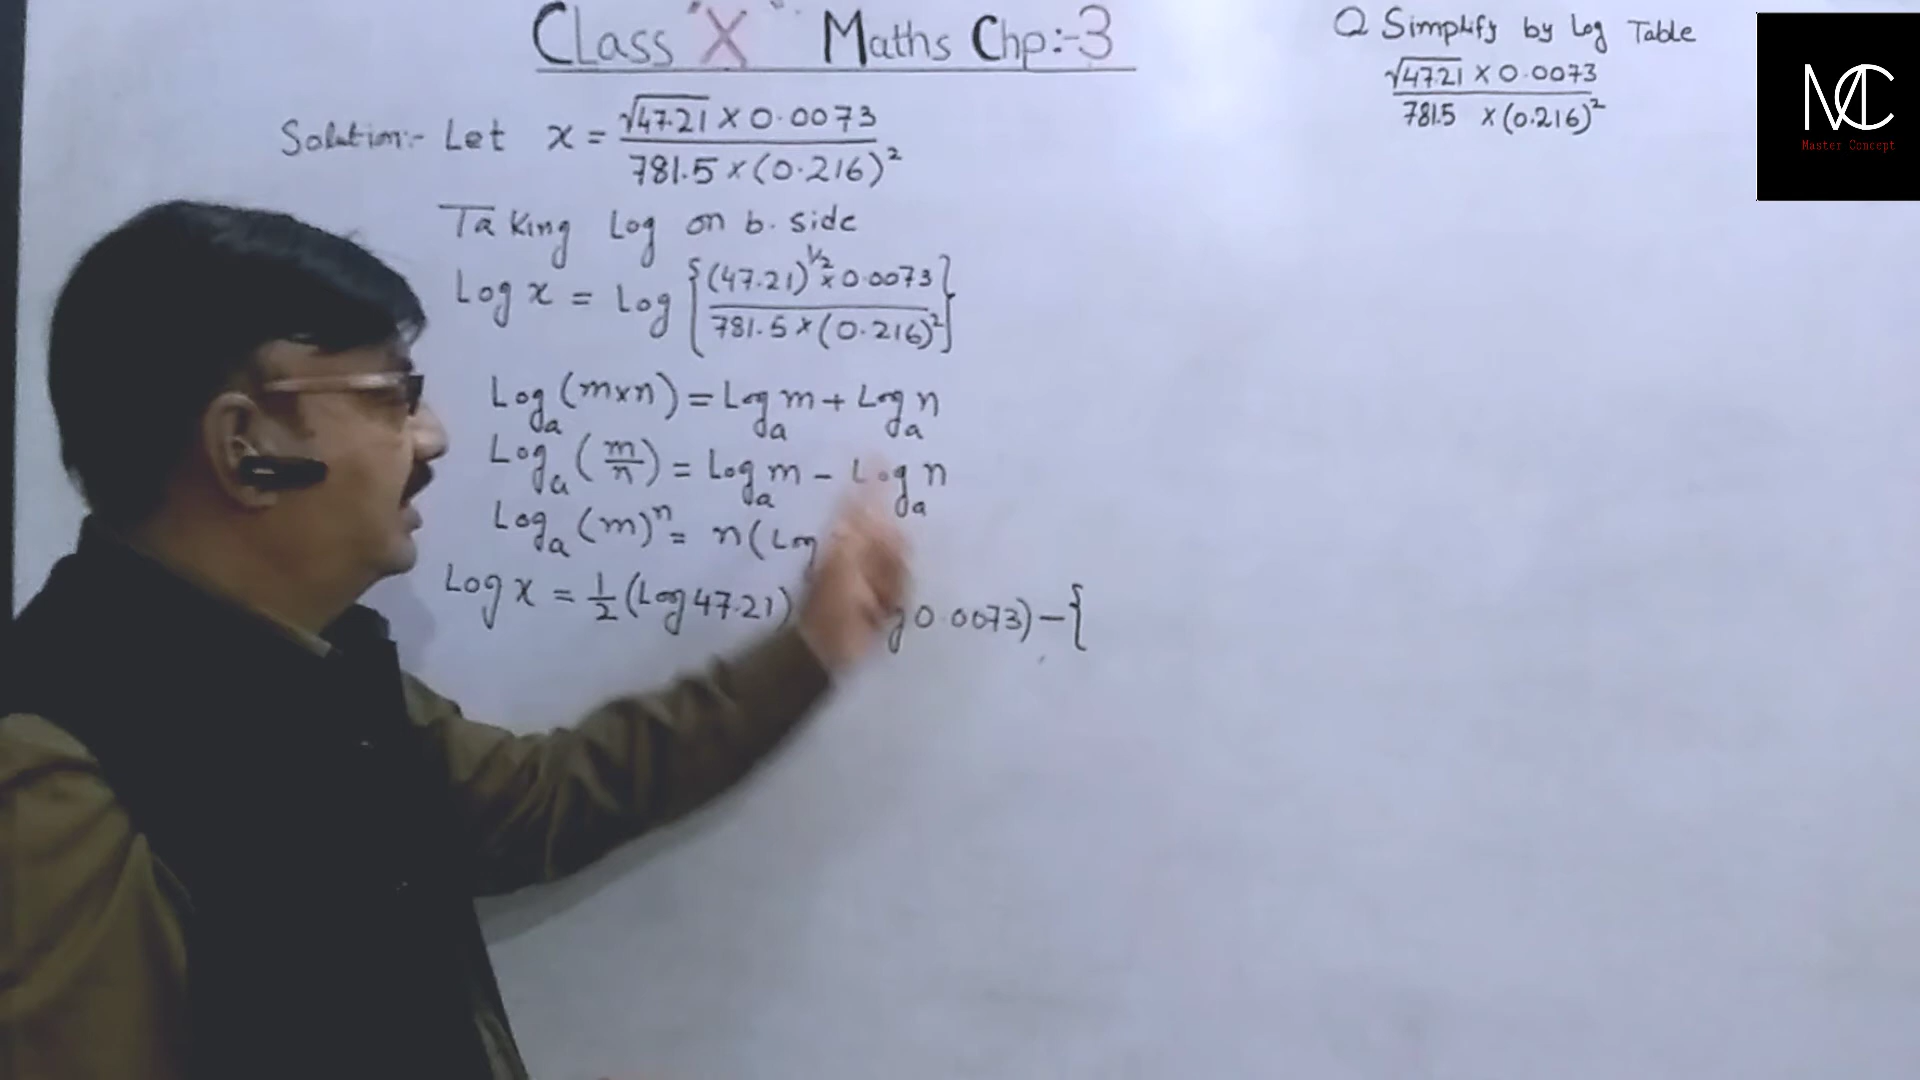 Class "X" Maths Chp:-3
Solution:- Let x = √47.21 × 0.0073
781.5 × (0.216)²
Taking Log on b. side
Log x = Log {(47.21)^1/2 × 0.0073
781.5 × (0.216)²}
Log_a (m×n) = Log_a m + Log_a n
Log_a (m/n) = Log_a m - Log_a n
Log_a (m)^n = n(Log
Log x = 1/2 (Log 47.21) 0.0073) - {
Q Simplify by Log Table
√47.21 × 0.0073
781.5 × (0.216)²
MC
Master Concept